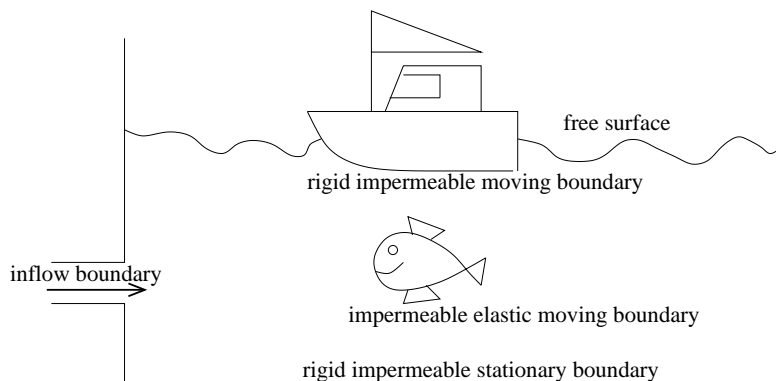 free surface
rigid impermeable moving boundary
inflow boundary
impermeable elastic moving boundary
rigid impermeable stationary boundary